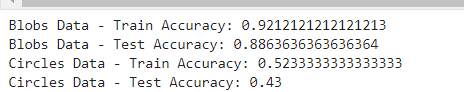 Blobs Data - Train Accuracy: 0.9212121212121213
Blobs Data - Test Accuracy: 0.8863636363636364
Circles Data - Train Accuracy: 0.5233333333333333
Circles Data - Test Accuracy: 0.43